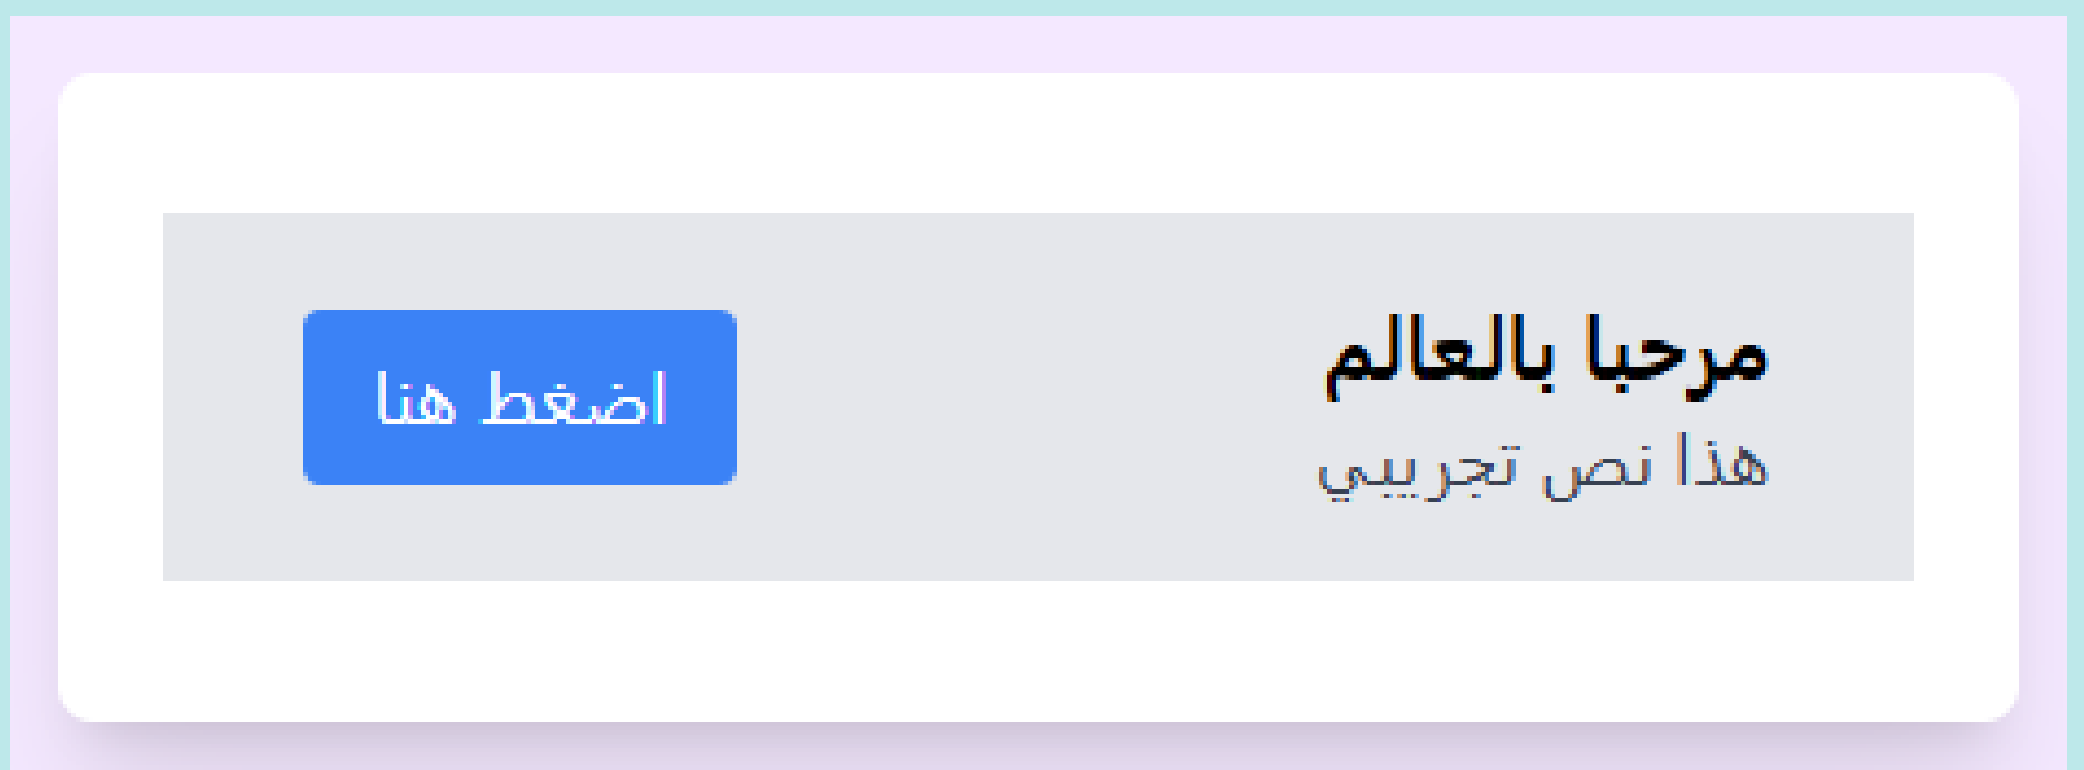 مرحبا بالعالم
هذا نص تجريبي
اضغط هنا